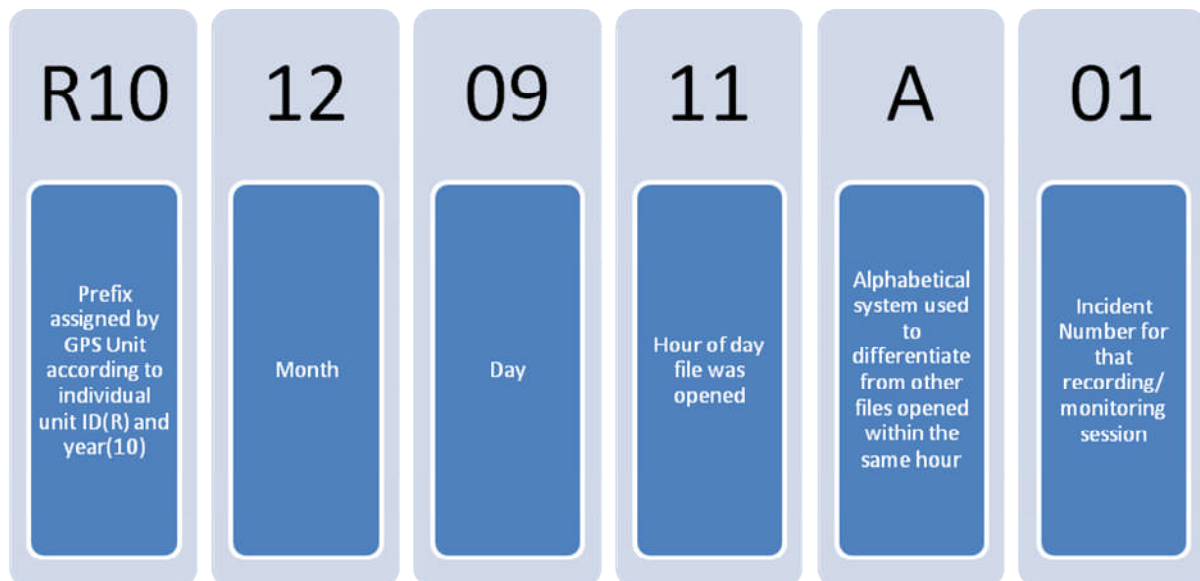 R10
12
09
11
A
01
Prefix
assigned by
GPS Unit
according to
individual
unit ID(R) and
year(10)
Month
Day
Hour of day
file was
opened
Alphabetical
system used
to
differentiate
from other
files opened
within the
same hour
Incident
Number for
that
recording/
monitoring
session